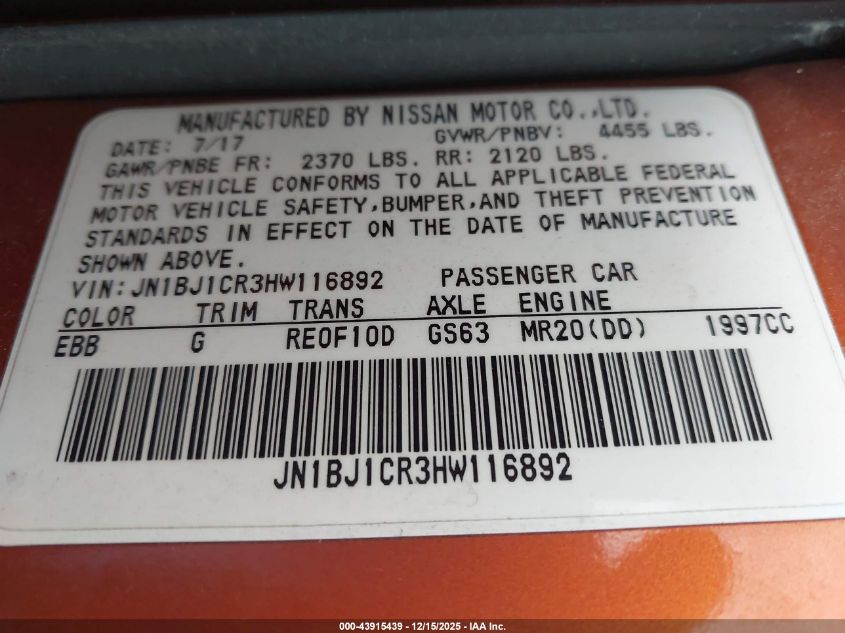 MANUFACTURED BY NISSAN MOTOR CO.,LTD.
DATE: 7/17 GVWR/PNBV: 4455 LBS.
GAWR/PNBE FR: 2370 LBS. RR: 2120 LBS.
THIS VEHICLE CONFORMS TO ALL APPLICABLE FEDERAL
MOTOR VEHICLE SAFETY,BUMPER,AND THEFT PREVENTION
STANDARDS IN EFFECT ON THE DATE OF MANUFACTURE
SHOWN ABOVE.
VIN:JN1BJ1CR3HW116892 PASSENGER CAR
COLOR TRIM TRANS AXLE ENGINE
EBB G RE0F10D GS63 MR20(DD) 1997CC
JN1BJ1CR3HW116892
000-43915439 - 12/15/2025 - IAA Inc.